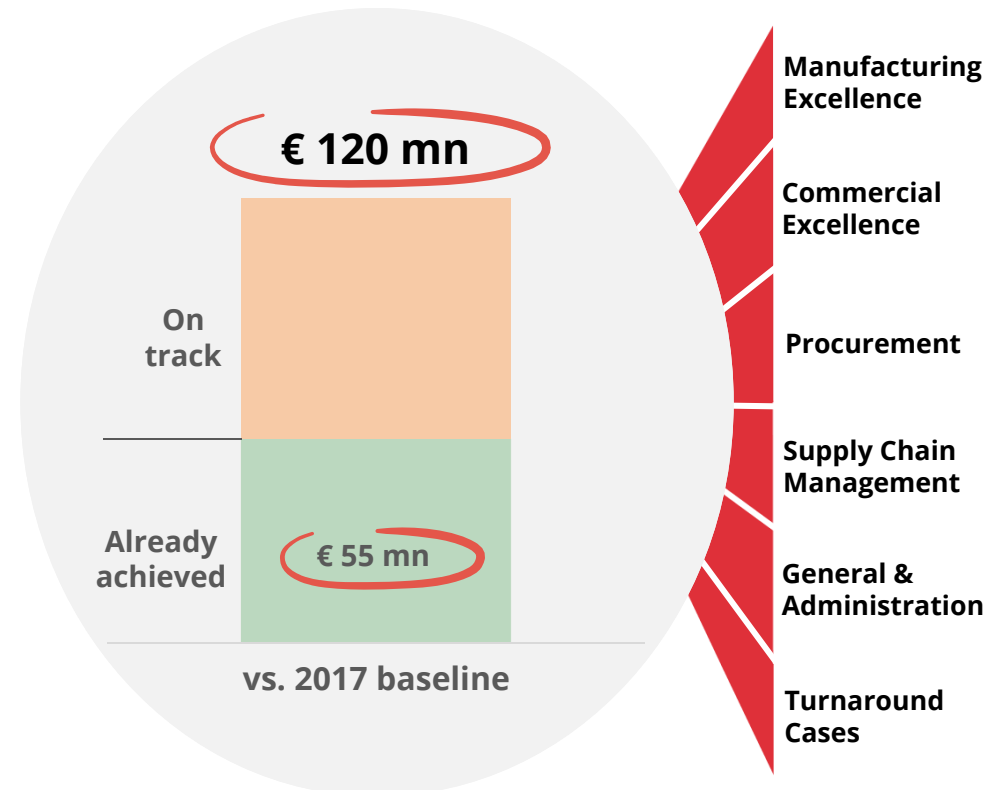 € 120 mn
On
track
Already
achieved
€ 55 mn
vs. 2017 baseline
Manufacturing
Excellence
Commercial
Excellence
Procurement
Supply Chain
Management
General &
Administration
Turnaround
Cases